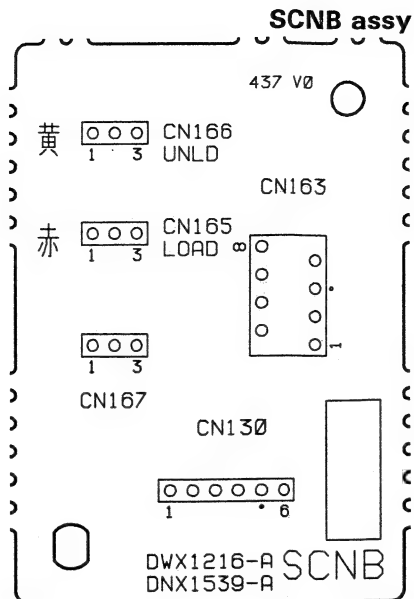 SCNB assy
437 V0
黄
CN166
1 3 UNLD
CN163
赤
CN165
1 3 LOAD
8
1
1 3
CN167
CN130
1 6
DWX1216-A
DNX1539-A
SCNB